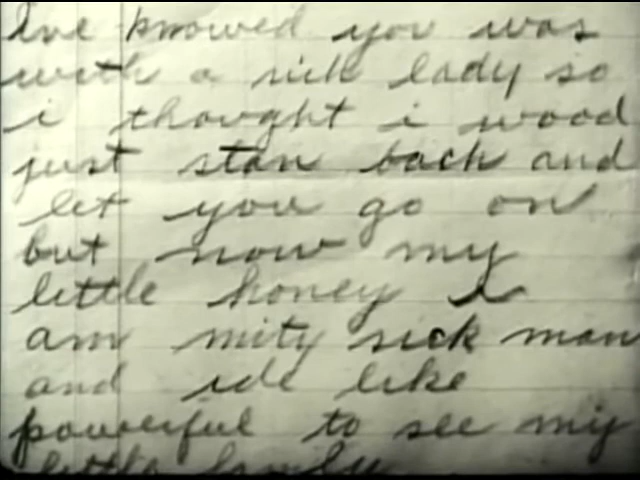 Ive knowed you was
with a rich lady so
i thought i wood
just stan back and
let you go on
but now my
little honey i
am mity sick man
and ide like
powerful to see my